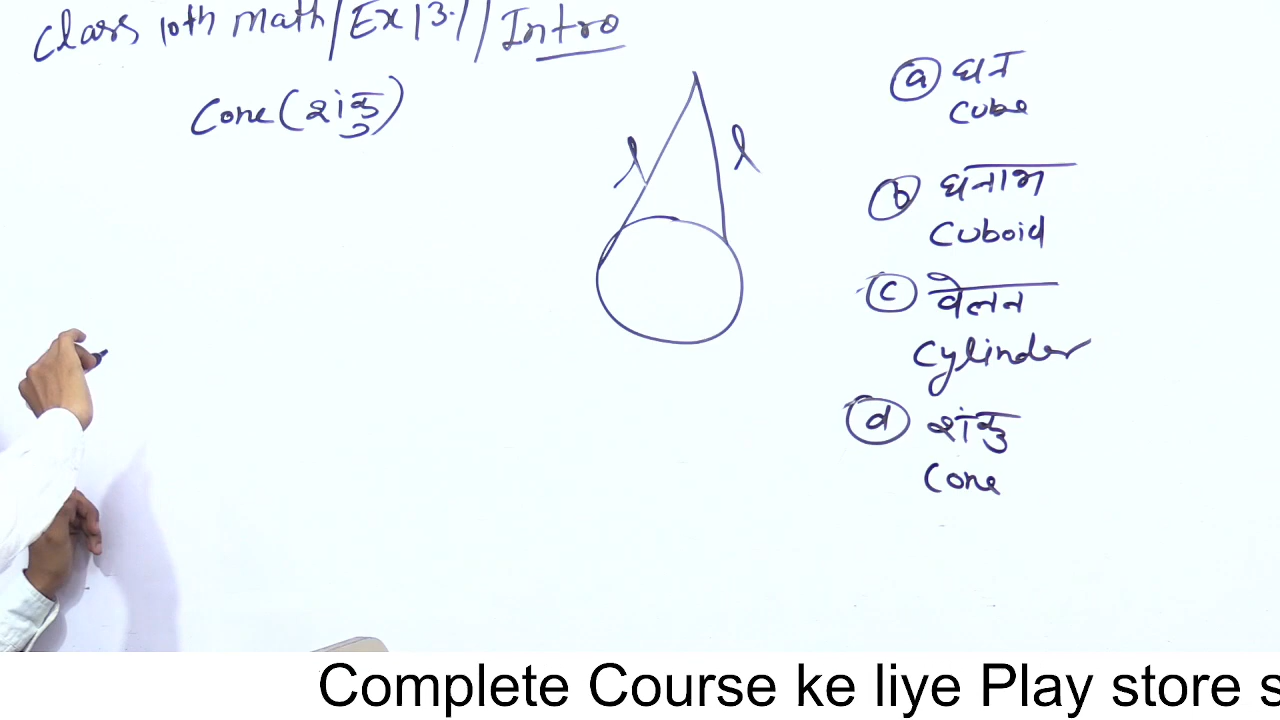 Class 10th math/Ex 13.1/Intro
Cone (शंकु)
l
l
(a) घन
Cube
(b) घनाभ
Cuboid
(c) वेलन
Cylinder
(d) शंकु
Cone
Complete Course ke liye Play store s